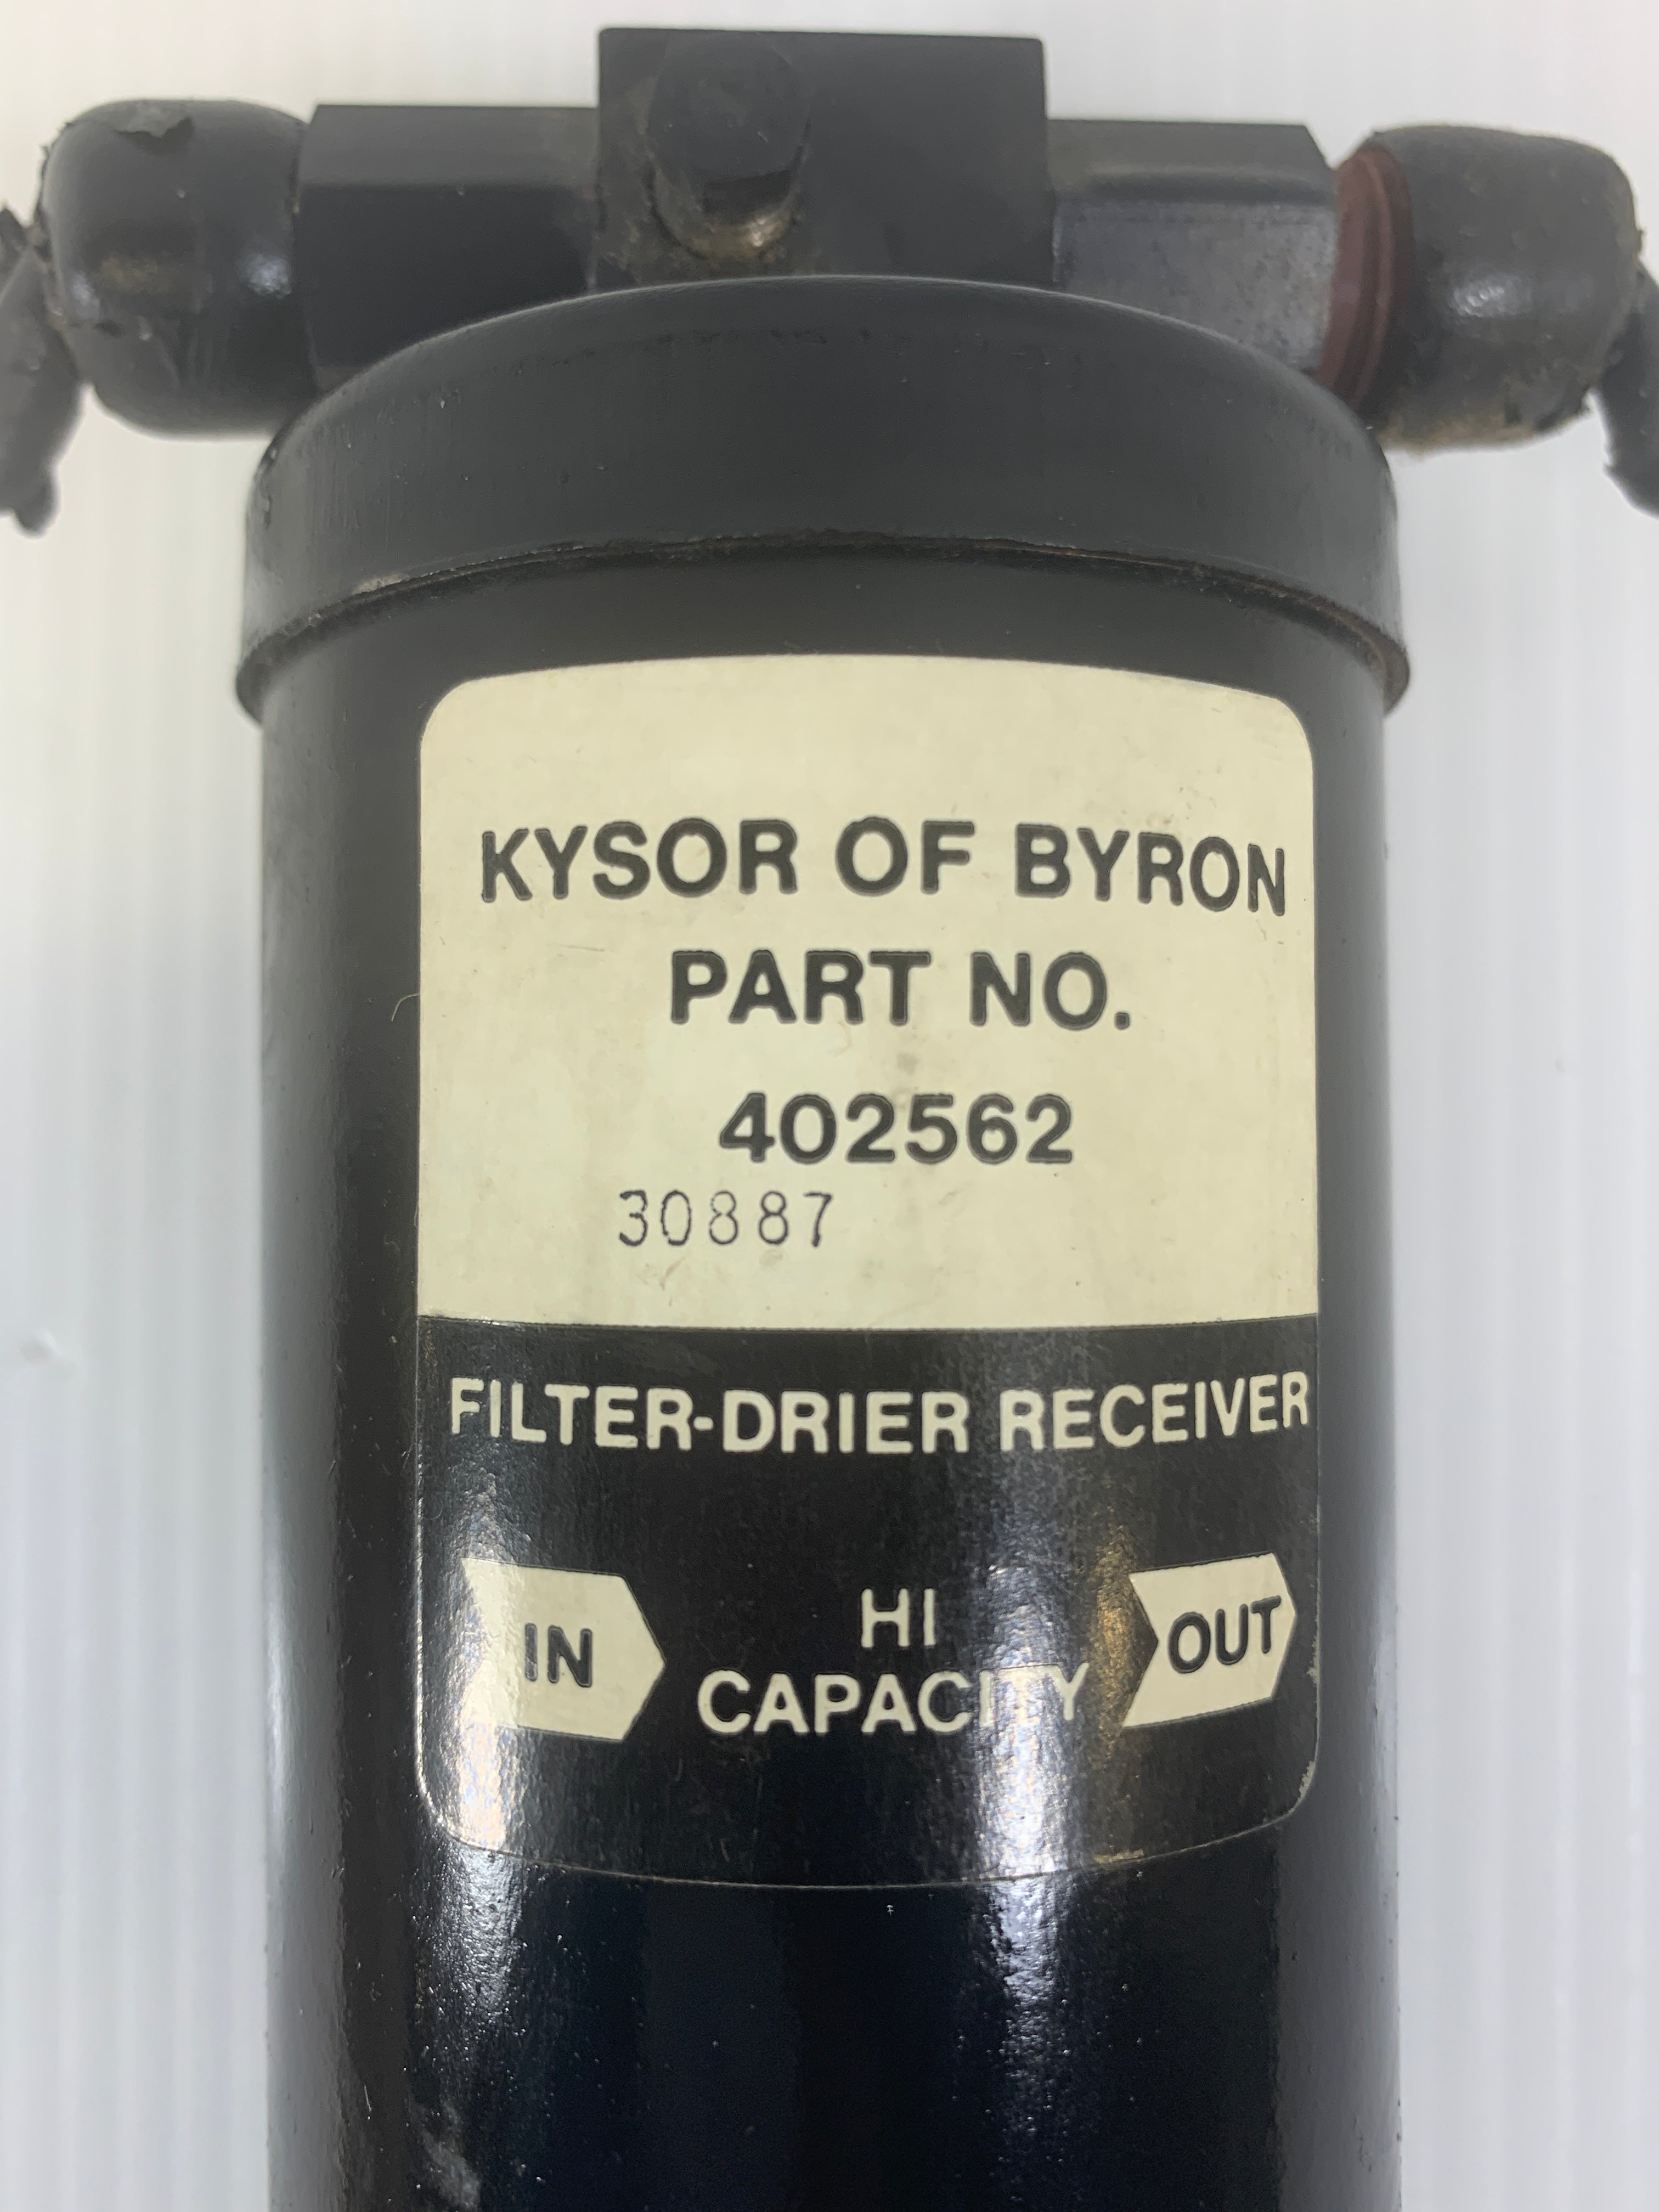 KYSOR OF BYRON
PART NO.
402562
30887
FILTER-DRIER RECEIVER
IN HI CAPACITY OUT